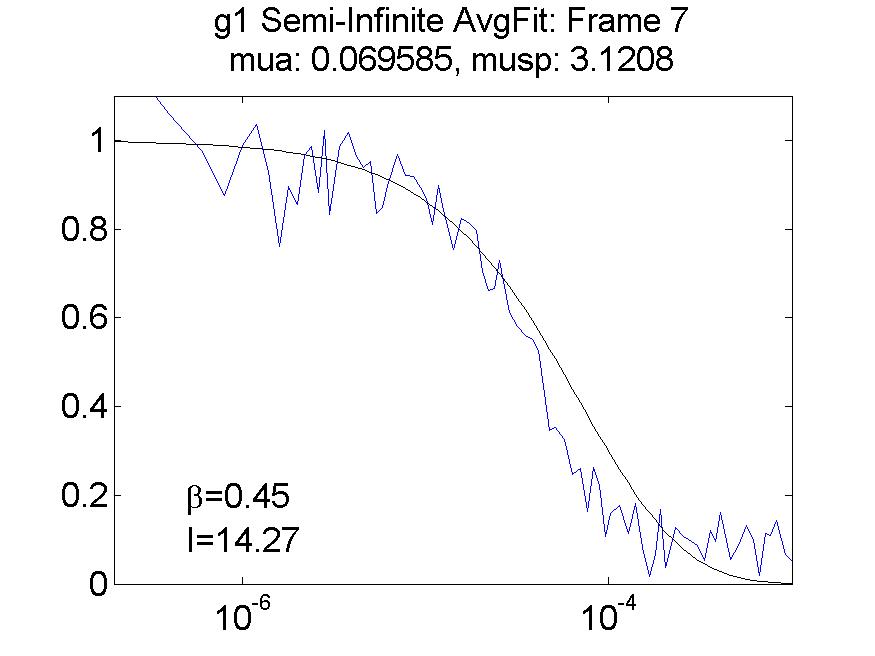 g1 Semi-Infinite AvgFit: Frame 7
mua: 0.069585, musp: 3.1208
1
0.8
0.6
0.4
0.2
0
β=0.45
I=14.27
10^-6
10^-4